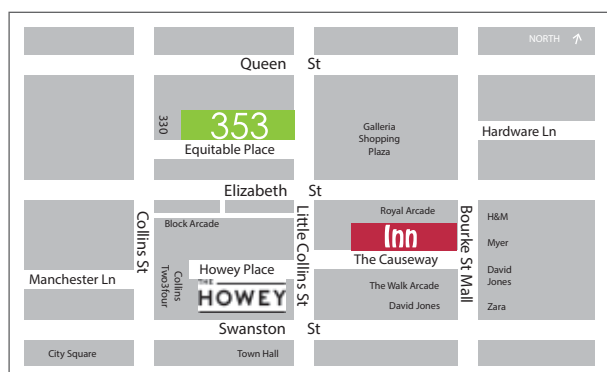 NORTH
Queen St
330
353
Equitable Place
Galleria
Shopping
Plaza
Hardware Ln
Elizabeth St
Collins St
Block Arcade
Little Collins St
Royal Arcade
Inn
The Causeway
Bourke St Mall
H&M
Myer
David
Jones
Zara
Manchester Ln
Collins
Two3four
Howey Place
THE
HOWEY
The Walk Arcade
David Jones
Swanston St
City Square
Town Hall